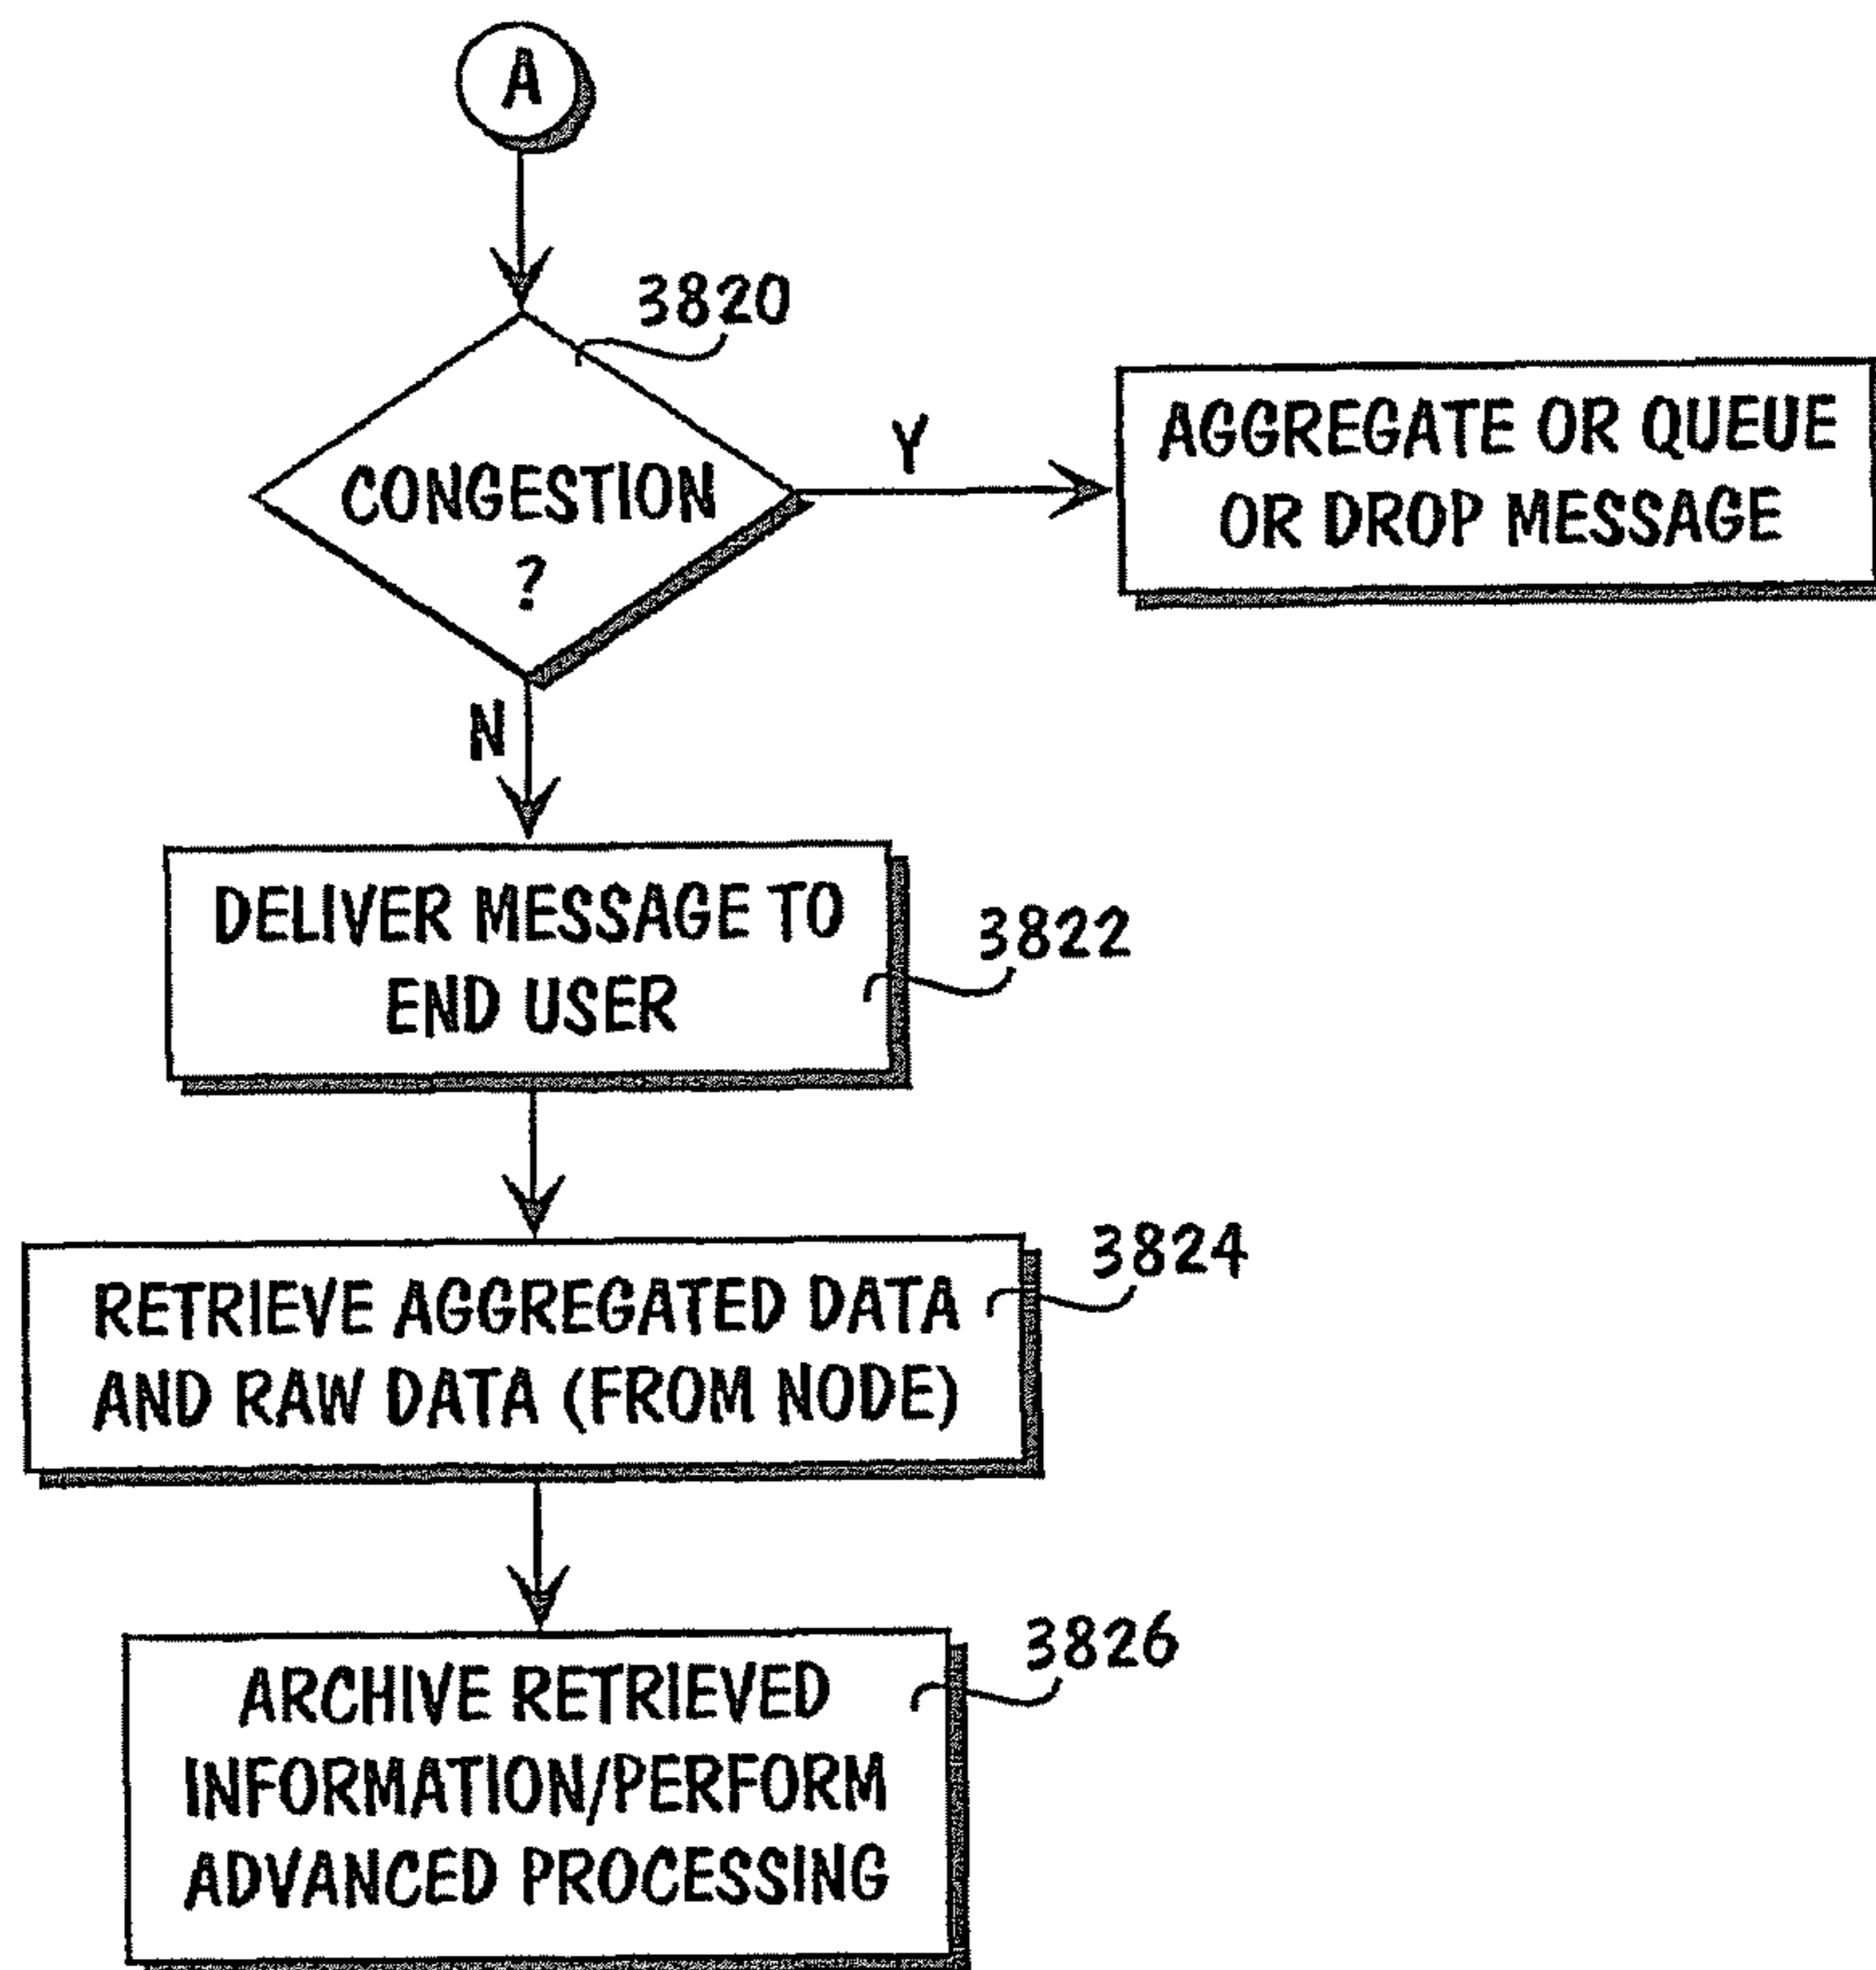 A
3820
CONGESTION
?
Y
AGGREGATE OR QUEUE
OR DROP MESSAGE
N
DELIVER MESSAGE TO
END USER
3822
RETRIEVE AGGREGATED DATA
AND RAW DATA (FROM NODE)
3824
ARCHIVE RETRIEVED
INFORMATION/PERFORM
ADVANCED PROCESSING
3826